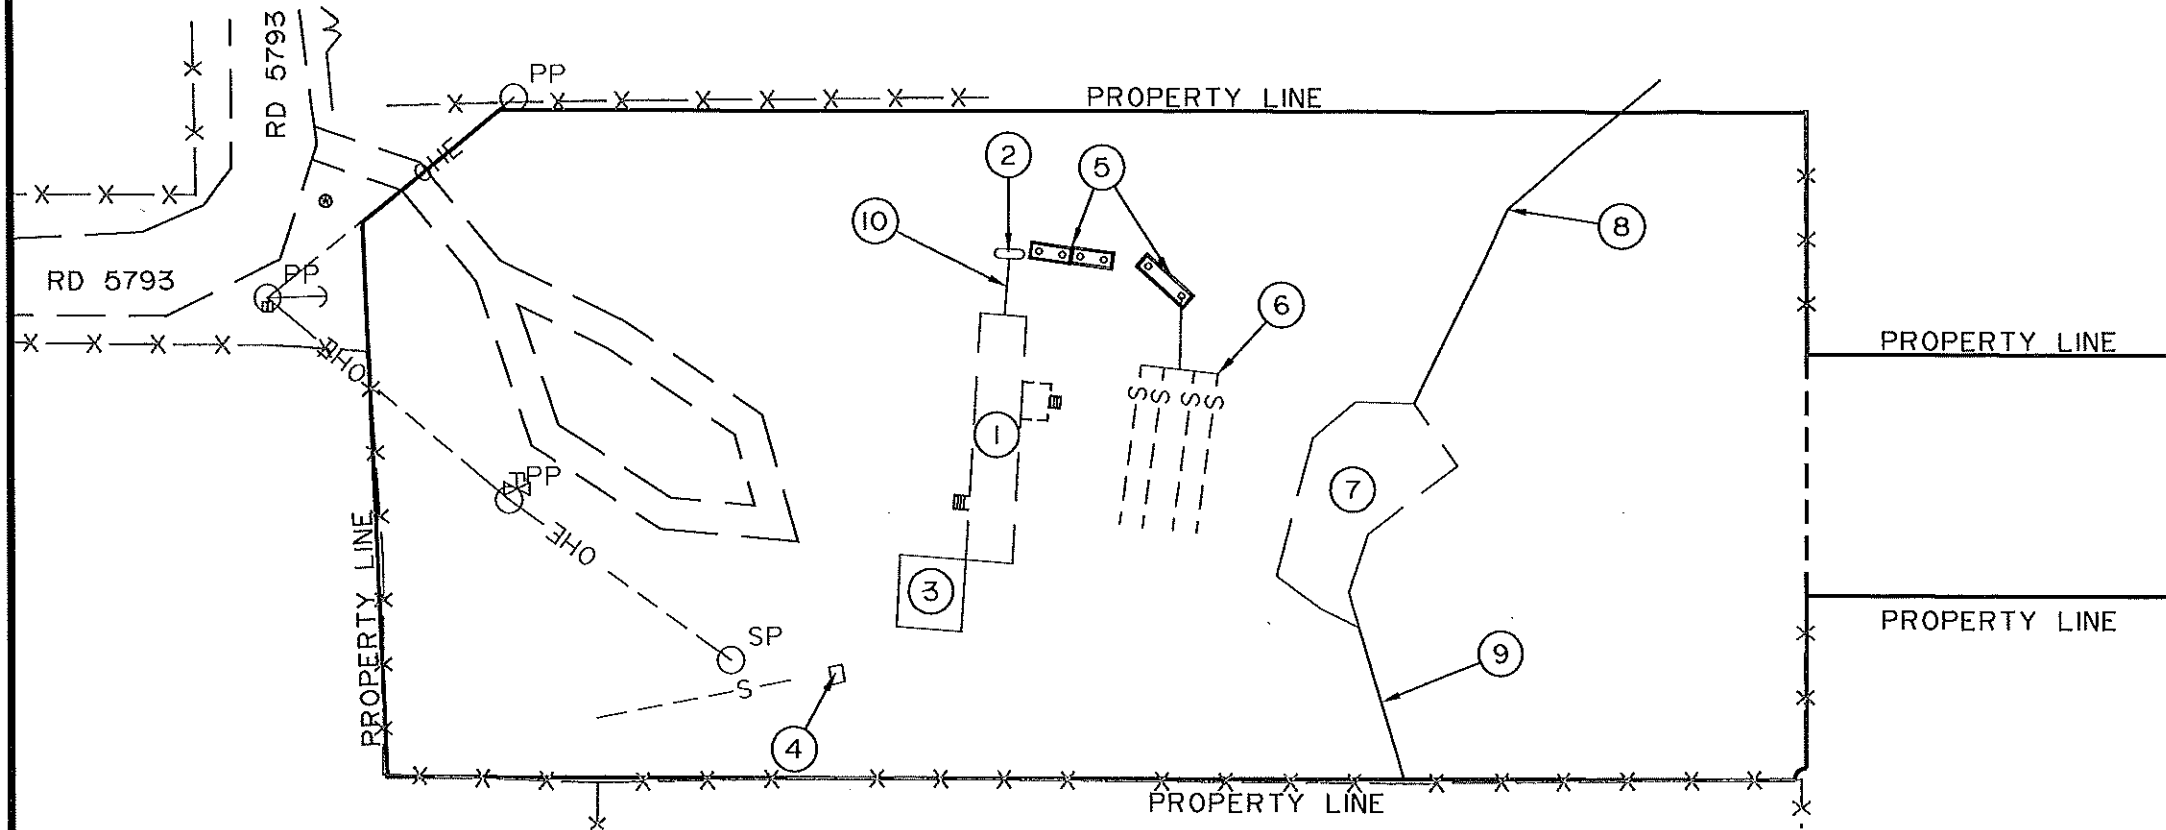 RD 5793
PP
PROPERTY LINE
OHE
2
5
10
8
RD 5793
PP
6
PROPERTY LINE
OHE
S S S S
1
PP
7
OHE
PROPERTY LINE
3
PROPERTY LINE
SP
S
9
4
PROPERTY LINE